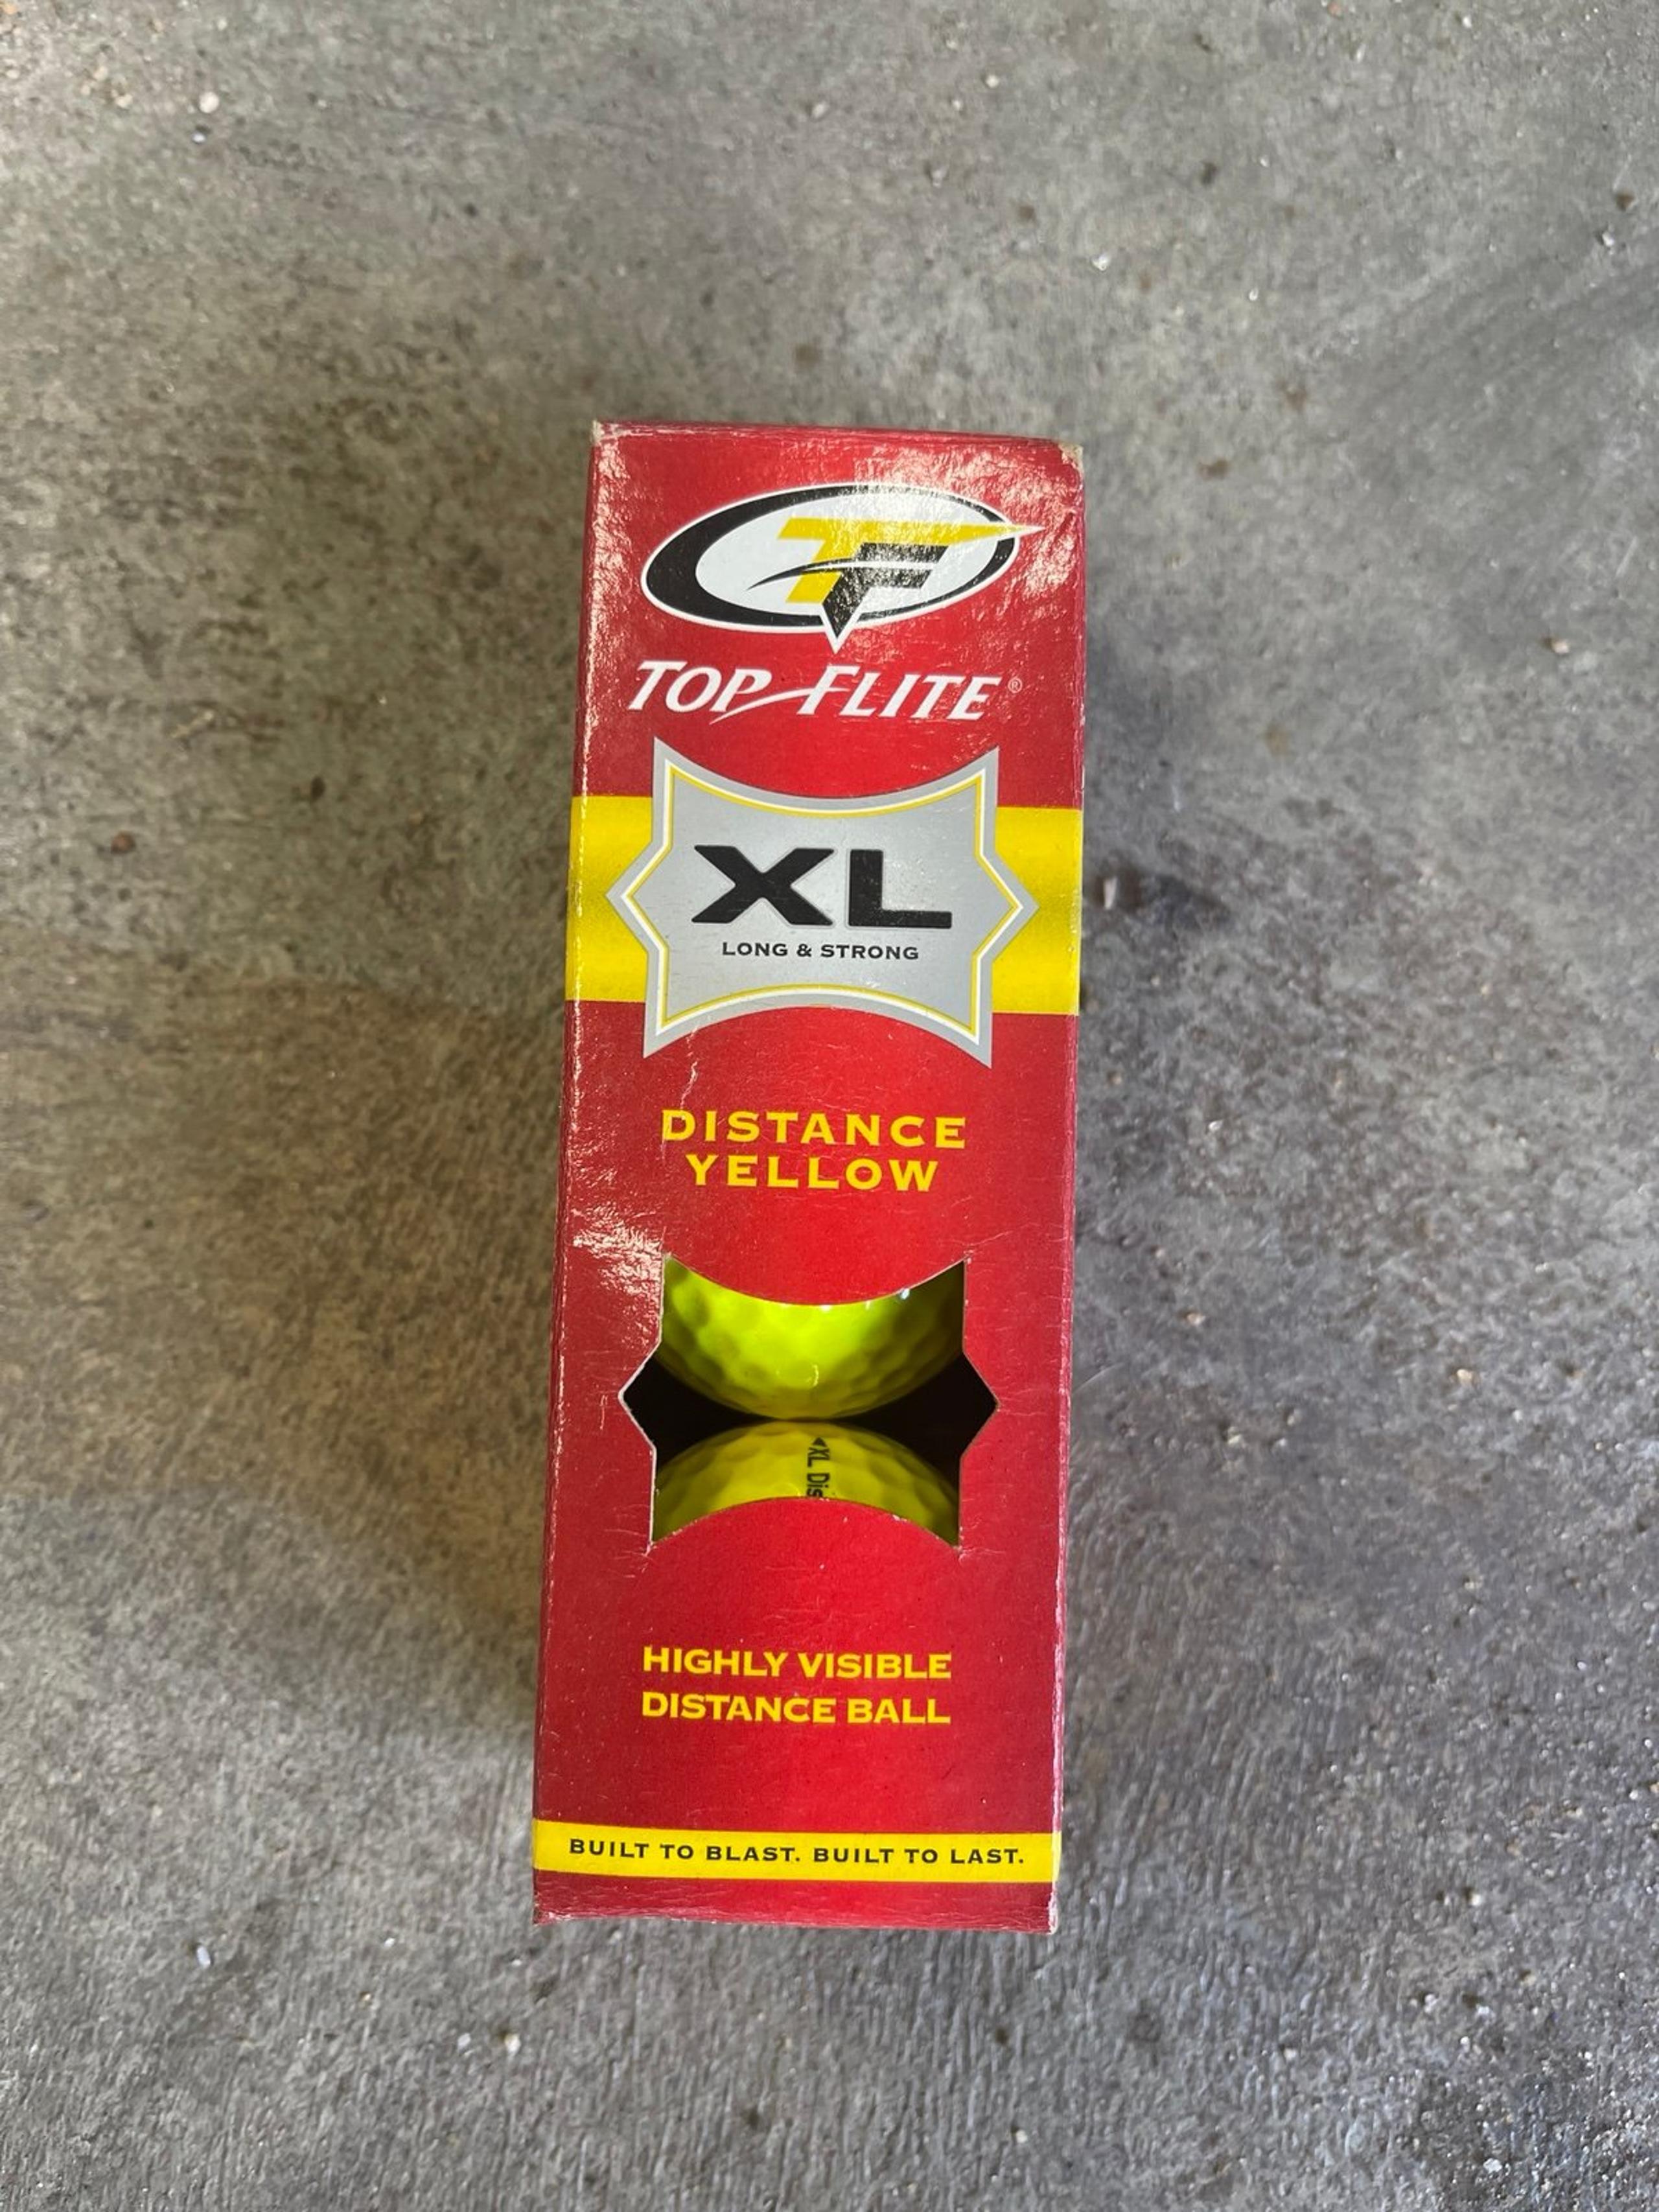 TF
TOP FLITE®
XL
LONG & STRONG
DISTANCE
YELLOW
XL Dis
HIGHLY VISIBLE
DISTANCE BALL
BUILT TO BLAST. BUILT TO LAST.